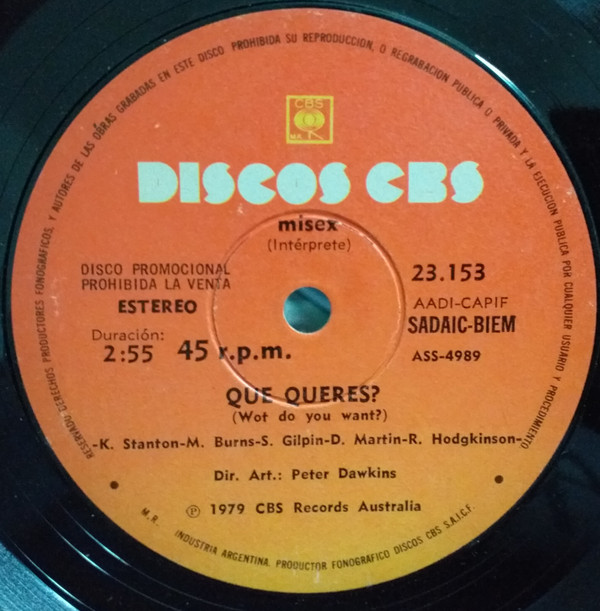 RESERVADO DERECHOS PRODUCTORES FONOGRAFICOS, Y AUTORES DE LAS OBRAS GRABADAS EN ESTE DISCO PROHIBIDA SU REPRODUCCION, O REGRABACION PUBLICA O PRIVADA Y LA EJECUCION PUBLICA POR CUALQUIER USUARIO Y PROCEDIMIENTO
CBS
M.R.
DISCOS CBS
misex
(Intérprete)
DISCO PROMOCIONAL
PROHIBIDA LA VENTA
ESTEREO
Duración:
2:55
45 r.p.m.
23.153
AADI-CAPIF
SADAIC-BIEM
ASS-4989
QUE QUERES?
(Wot do you want?)
-K. Stanton-M. Burns-S. Gilpin-D. Martin-R. Hodgkinson-
Dir. Art.: Peter Dawkins
Ⓟ 1979 CBS Records Australia
M.R. INDUSTRIA ARGENTINA. PRODUCTOR FONOGRAFICO DISCOS CBS S.A.I.C.F.